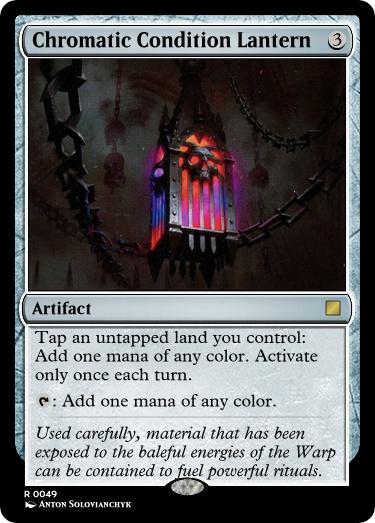 Chromatic Condition Lantern 3
Artifact
Tap an untapped land you control:
Add one mana of any color. Activate
only once each turn.
: Add one mana of any color.
Used carefully, material that has been
exposed to the baleful energies of the Warp
can be contained to fuel powerful rituals.
R 0049
Anton Solovianchyk